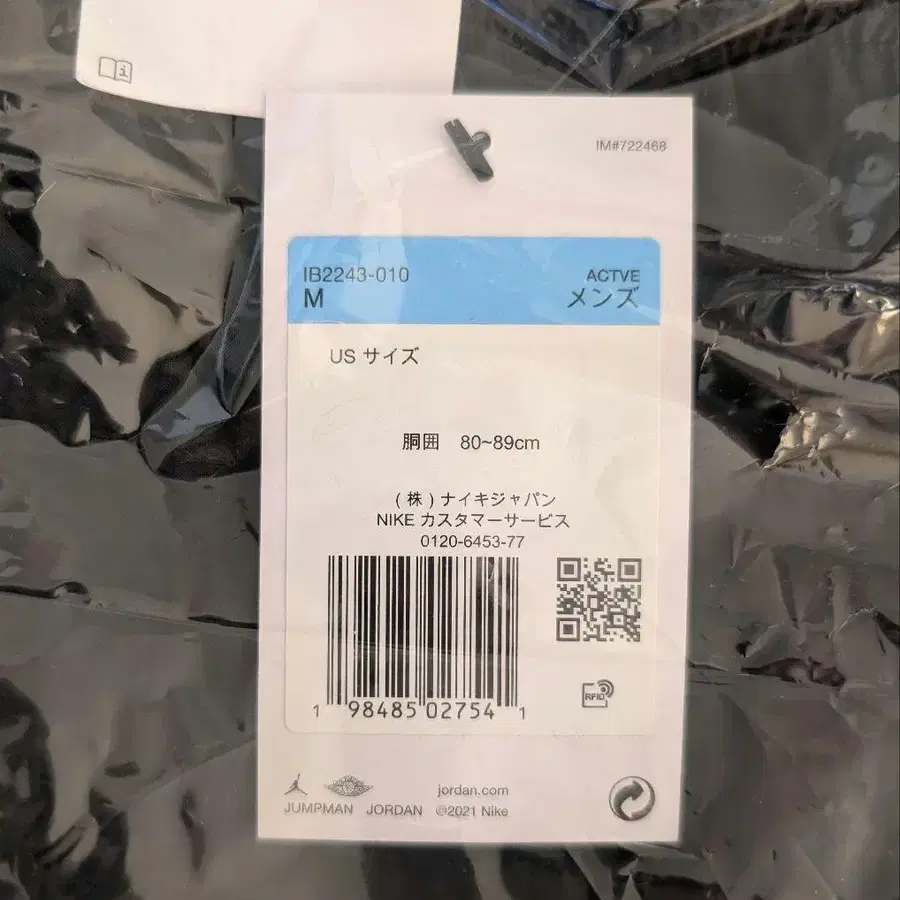 IM#722468
IB2243-010
ACTVE
M
メンズ
US サイズ
胴囲 80~89cm
(株)ナイキジャパン
NIKE カスタマーサービス
0120-6453-77
RFID
1 98485 02754 1
jordan.com
JUMPMAN JORDAN ©2021 Nike